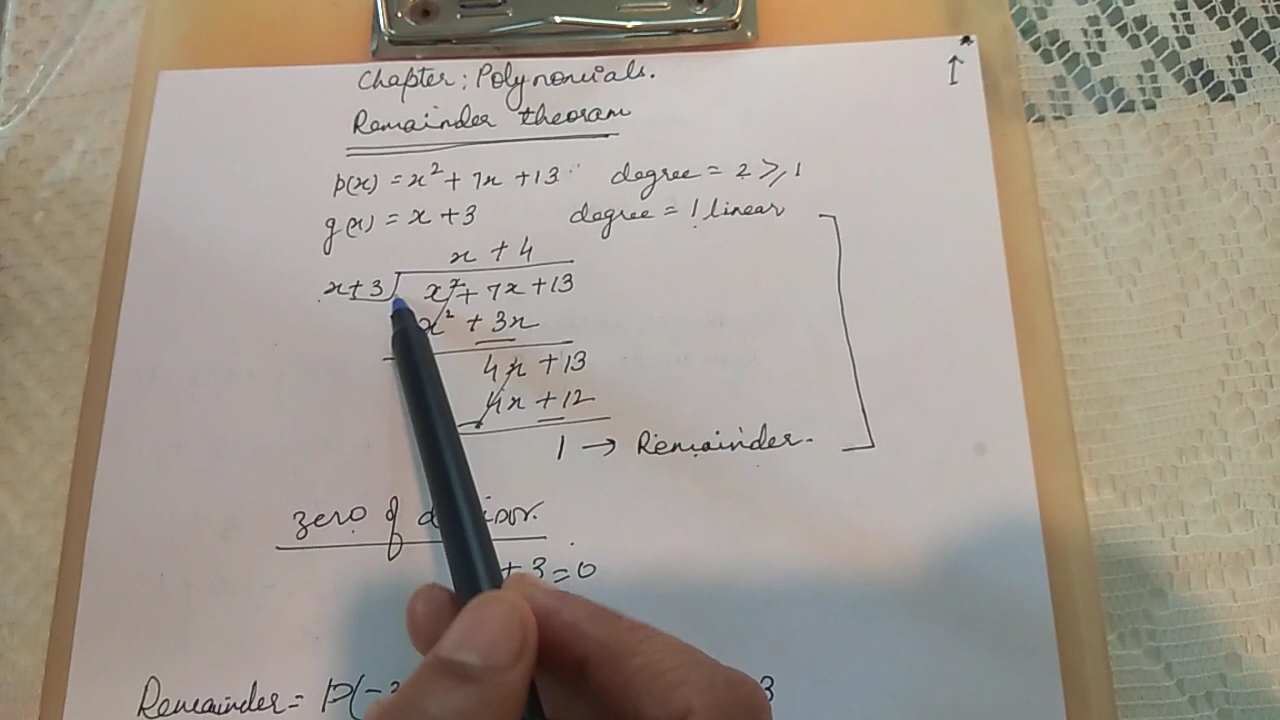 Chapter: Polynomials.
Remainder theoram
p(x) = x² + 7x + 13 degree = 2 ≥ 1
g(x) = x + 3 degree = 1 linear
x + 4
x+3 x² + 7x + 13
x² + 3x
4x + 13
4x + 12
1 → Remainder.
zero of
+ 3 = 0
Remainder = P(-3